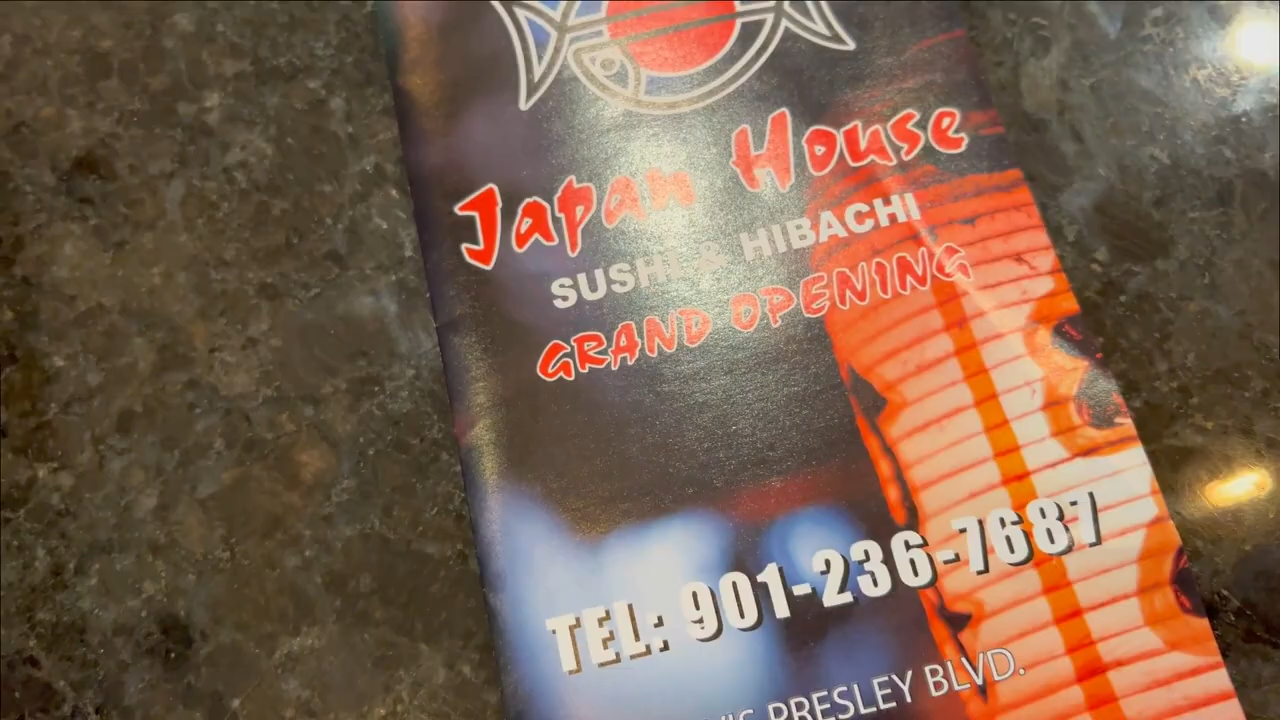 Japan House
SUSHI & HIBACHI
GRAND OPENING
TEL: 901-236-7687
PRESLEY BLVD.